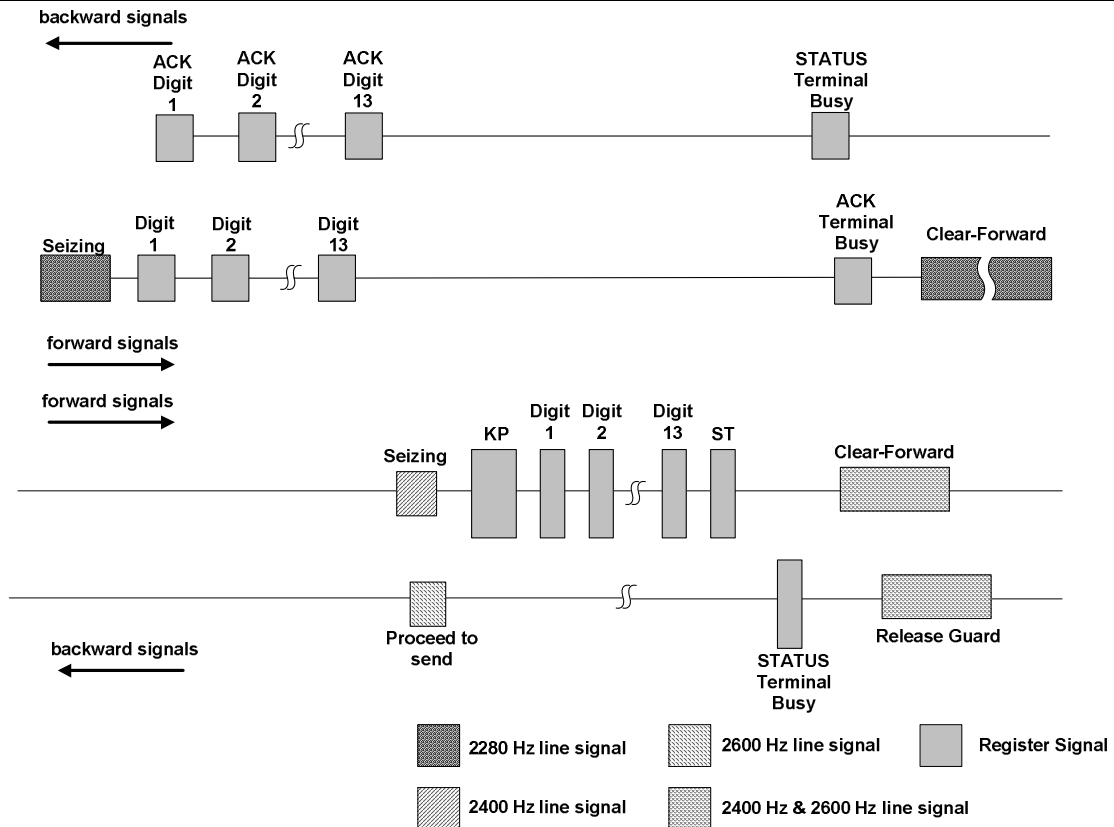 backward signals
ACK
Digit
1
ACK
Digit
2
ACK
Digit
13
STATUS
Terminal
Busy
Seizing
Digit
1
Digit
2
Digit
13
ACK
Terminal
Busy
Clear-Forward
forward signals
forward signals
Seizing
KP
Digit
1
Digit
2
Digit
13
ST
Clear-Forward
Proceed to
send
STATUS
Terminal
Busy
Release Guard
backward signals
2280 Hz line signal
2600 Hz line signal
Register Signal
2400 Hz line signal
2400 Hz & 2600 Hz line signal